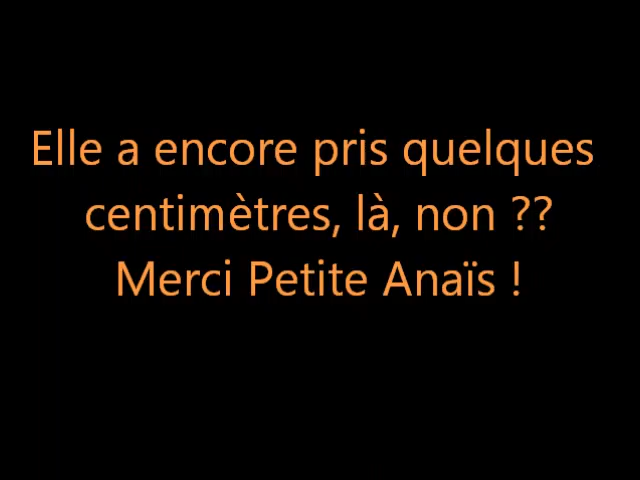 Elle a encore pris quelques
centimètres, là, non ??
Merci Petite Anaïs !